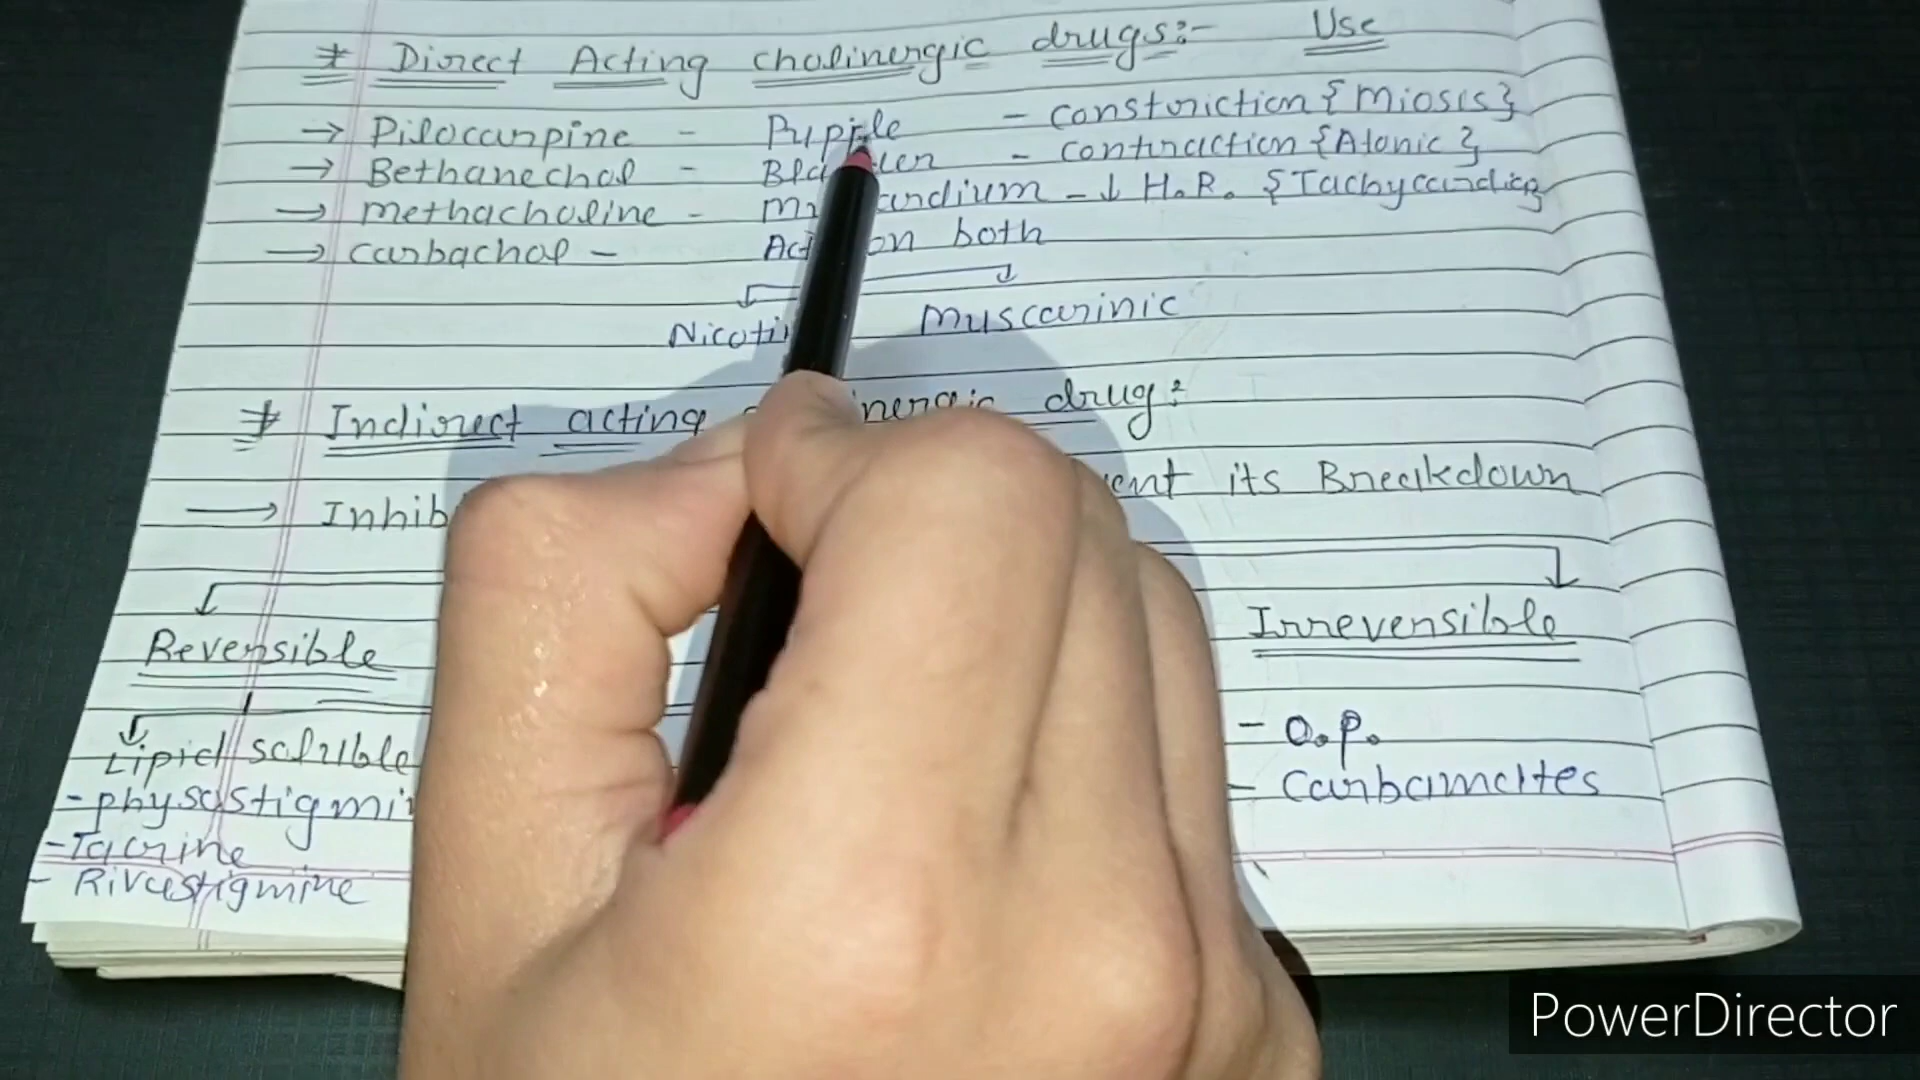 * Direct Acting cholinergic drugs:- Use
→ Pilocarpine - Pupile - constriction {Miosis}
→ Bethanechol - - contraction {Atonic}
→ Methacholine - - ↓ H.R. {Tachycardia}
→ Carbachol - on both
Muscarinic
* Indirect acting drug:
→ its Breakdown
Reversible Irreversible
Lipid soluble - O.P.
- Carbamates
- Tacrine
- Rivastigmine
PowerDirector